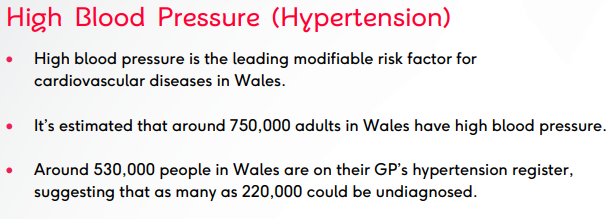 High Blood Pressure (Hypertension)
• High blood pressure is the leading modifiable risk factor for
cardiovascular diseases in Wales.
• It’s estimated that around 750,000 adults in Wales have high blood pressure.
• Around 530,000 people in Wales are on their GP’s hypertension register,
suggesting that as many as 220,000 could be undiagnosed.